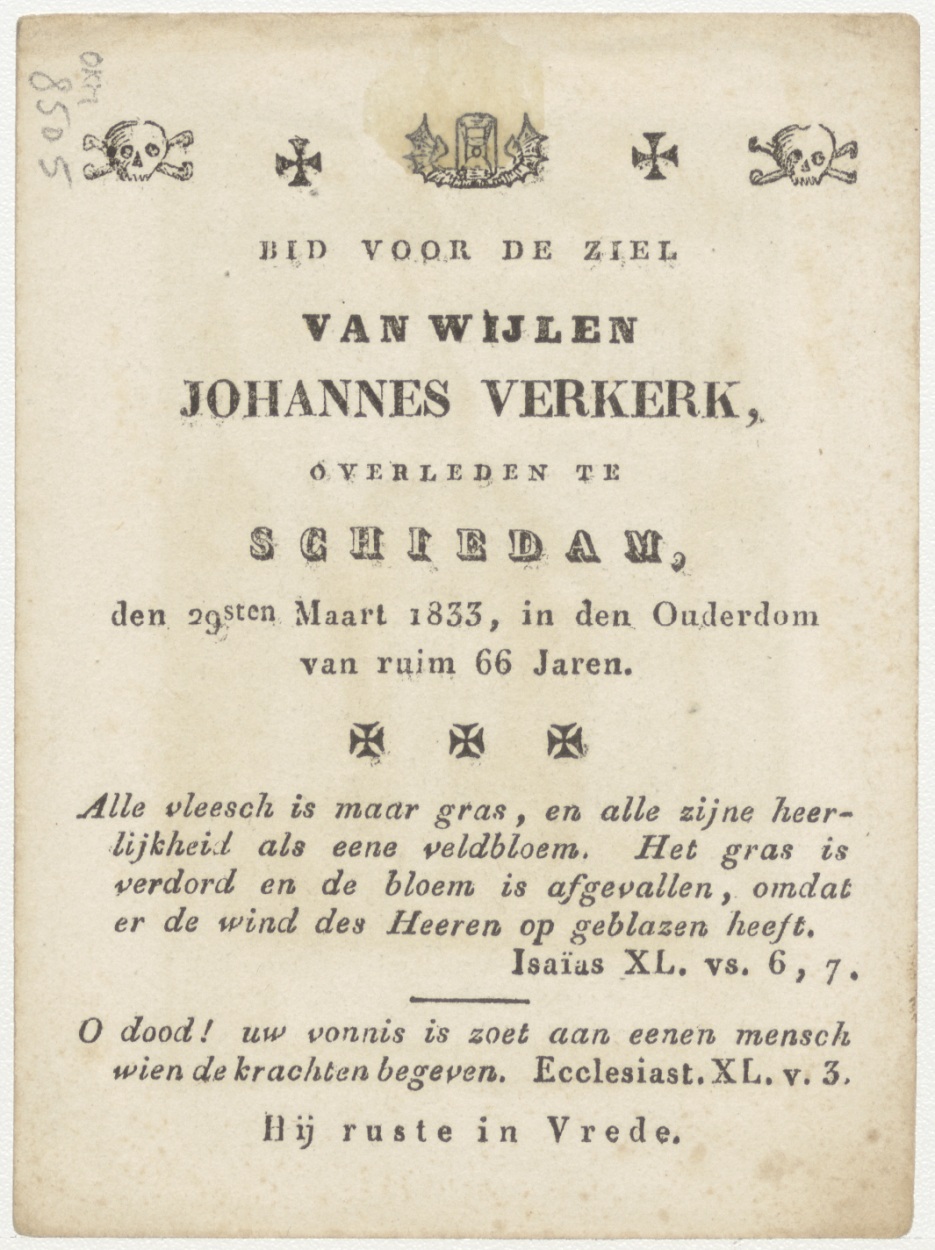 OKM
8505
BID VOOR DE ZIEL
VAN WIJLEN
JOHANNES VERKERK,
OVERLEDEN TE
SCHIEDAM,
den 29sten Maart 1833, in den Ouderdom
van ruim 66 Jaren.
Alle vleesch is maar gras, en alle zijne heer-
lijkheid als eene veldbloem. Het gras is
verdord en de bloem is afgevallen, omdat
er de wind des Heeren op geblazen heeft.
Isaïas XL. vs. 6, 7.
O dood! uw vonnis is zoet aan eenen mensch
wien de krachten begeven. Ecclesiast. XL. v. 3.
Hij ruste in Vrede.